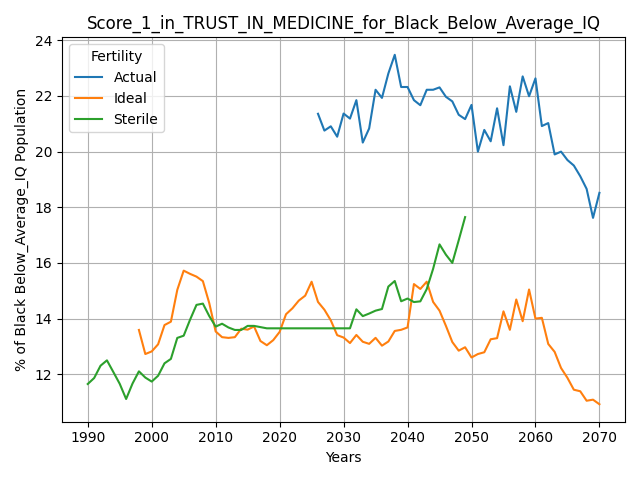 Score_1_in_TRUST_IN_MEDICINE_for_Black_Below_Average_IQ
% of Black Below_Average_IQ Population
24
22
20
18
16
14
12
Fertility
Actual
Ideal
Sterile
1990 2000 2010 2020 2030 2040 2050 2060 2070
Years